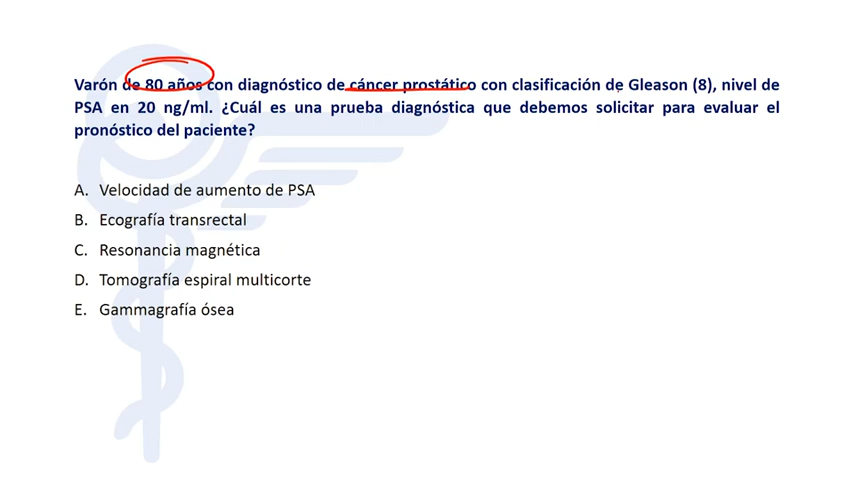 Varón de 80 años con diagnóstico de cáncer prostático con clasificación de Gleason (8), nivel de
PSA en 20 ng/ml. ¿Cuál es una prueba diagnóstica que debemos solicitar para evaluar el
pronóstico del paciente?
A. Velocidad de aumento de PSA
B. Ecografía transrectal
C. Resonancia magnética
D. Tomografía espiral multicorte
E. Gammagrafía ósea